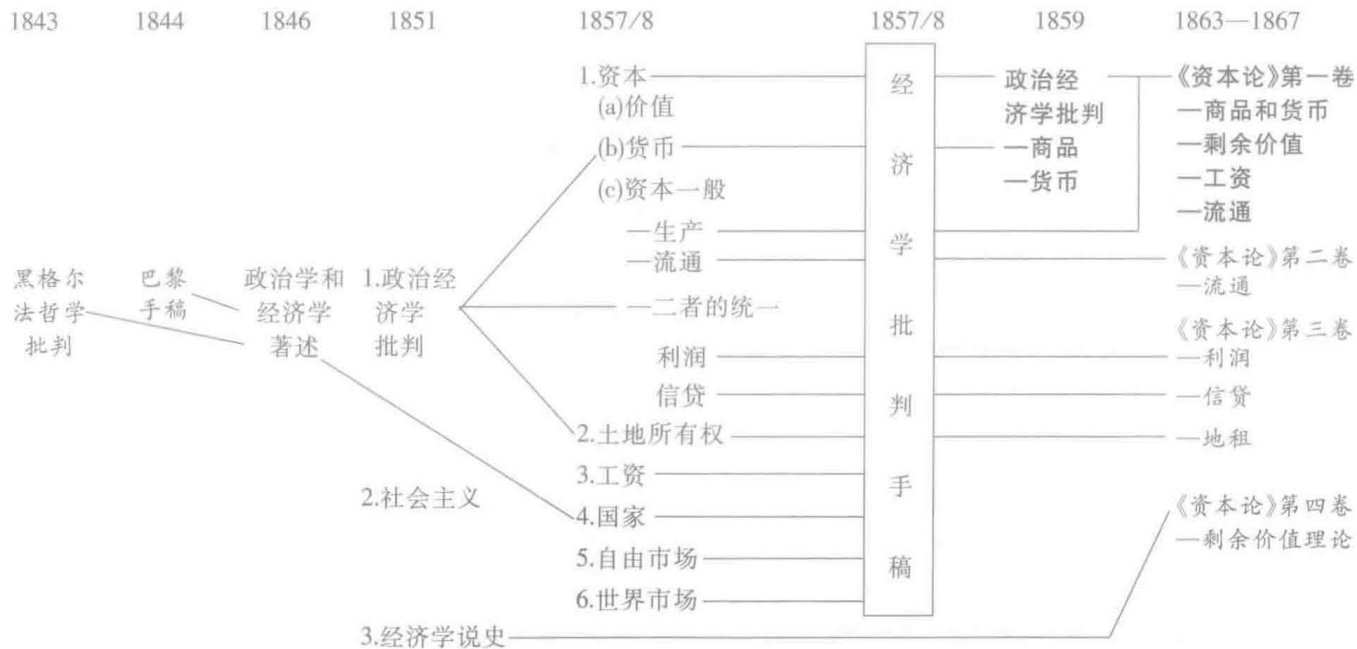 1843 1844 1846 1851 1857/8 1857/8 1859 1863—1867
黑格尔
法哲学
批判
巴黎
手稿
政治学和
经济学
著述
1.政治经
济学
批判
2.社会主义
3.经济学说史
1.资本
(a)价值
(b)货币
(c)资本一般
—生产
—流通
—二者的统一
利润
信贷
2.土地所有权
3.工资
4.国家
5.自由市场
6.世界市场
经
济
学
批
判
手
稿
政治经
济学批判
—商品
—货币
《资本论》第一卷
—商品和货币
—剩余价值
—工资
—流通
《资本论》第二卷
—流通
《资本论》第三卷
—利润
—信贷
—地租
《资本论》第四卷
—剩余价值理论